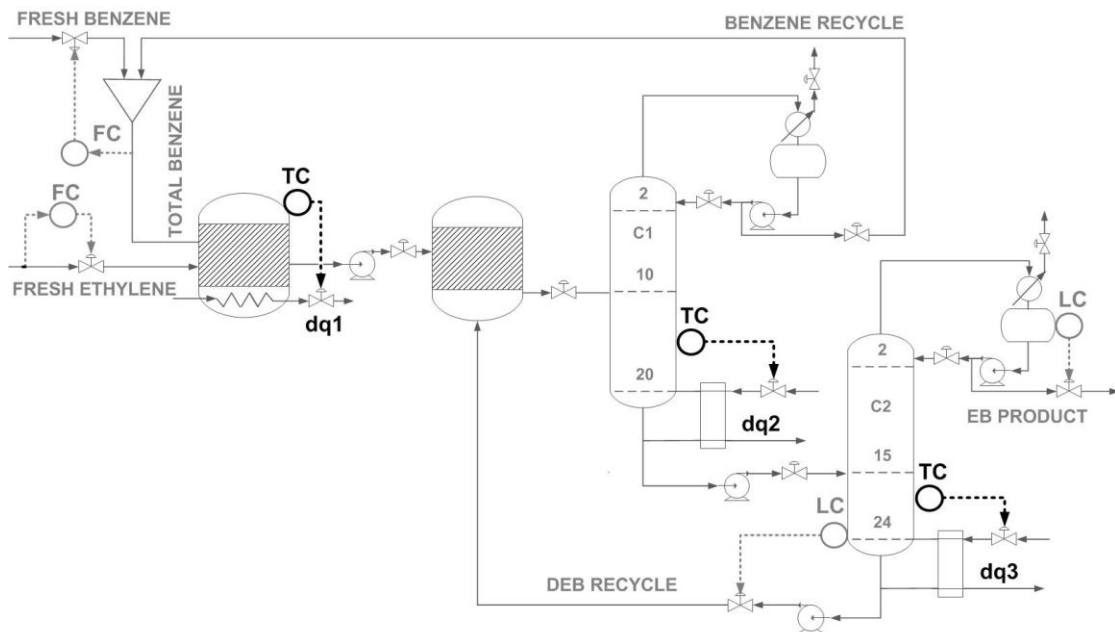 FRESH BENZENE
BENZENE RECYCLE
FC
TOTAL BENZENE
TC
FC
FRESH ETHYLENE
dq1
2
C1
10
TC
20
dq2
2
LC
C2
EB PRODUCT
15
TC
LC
24
dq3
DEB RECYCLE